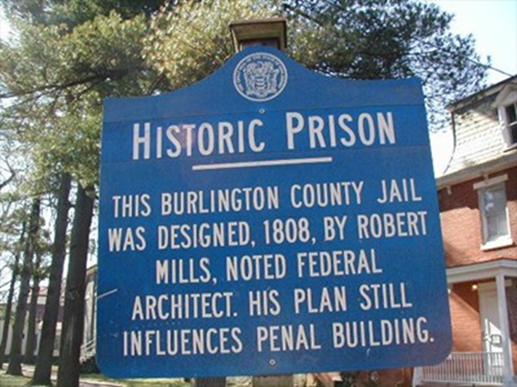 HISTORIC PRISON
THIS BURLINGTON COUNTY JAIL
WAS DESIGNED, 1808, BY ROBERT
MILLS, NOTED FEDERAL
ARCHITECT. HIS PLAN STILL
INFLUENCES PENAL BUILDING.